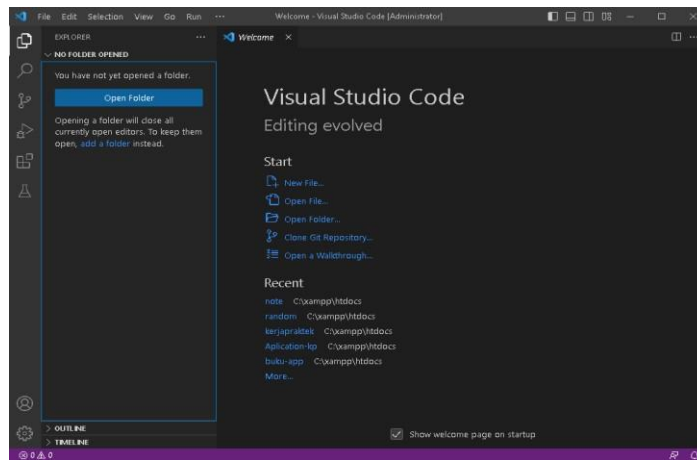 File Edit Selection View Go Run ··· Welcome - Visual Studio Code [Administrator]
EXPLORER ···
Welcome
NO FOLDER OPENED
You have not yet opened a folder.
Open Folder
Opening a folder will close all
currently open editors. To keep them
open, add a folder instead.
OUTLINE
TIMELINE
Visual Studio Code
Editing evolved
Start
New File...
Open File...
Open Folder...
Clone Git Repository...
Open a Walkthrough...
Recent
note C:\xampp\htdocs
random C:\xampp\htdocs
kerjapraktek C:\xampp\htdocs
Aplication-kp C:\xampp\htdocs
buku-app C:\xampp\htdocs
More...
Show welcome page on startup
0 0